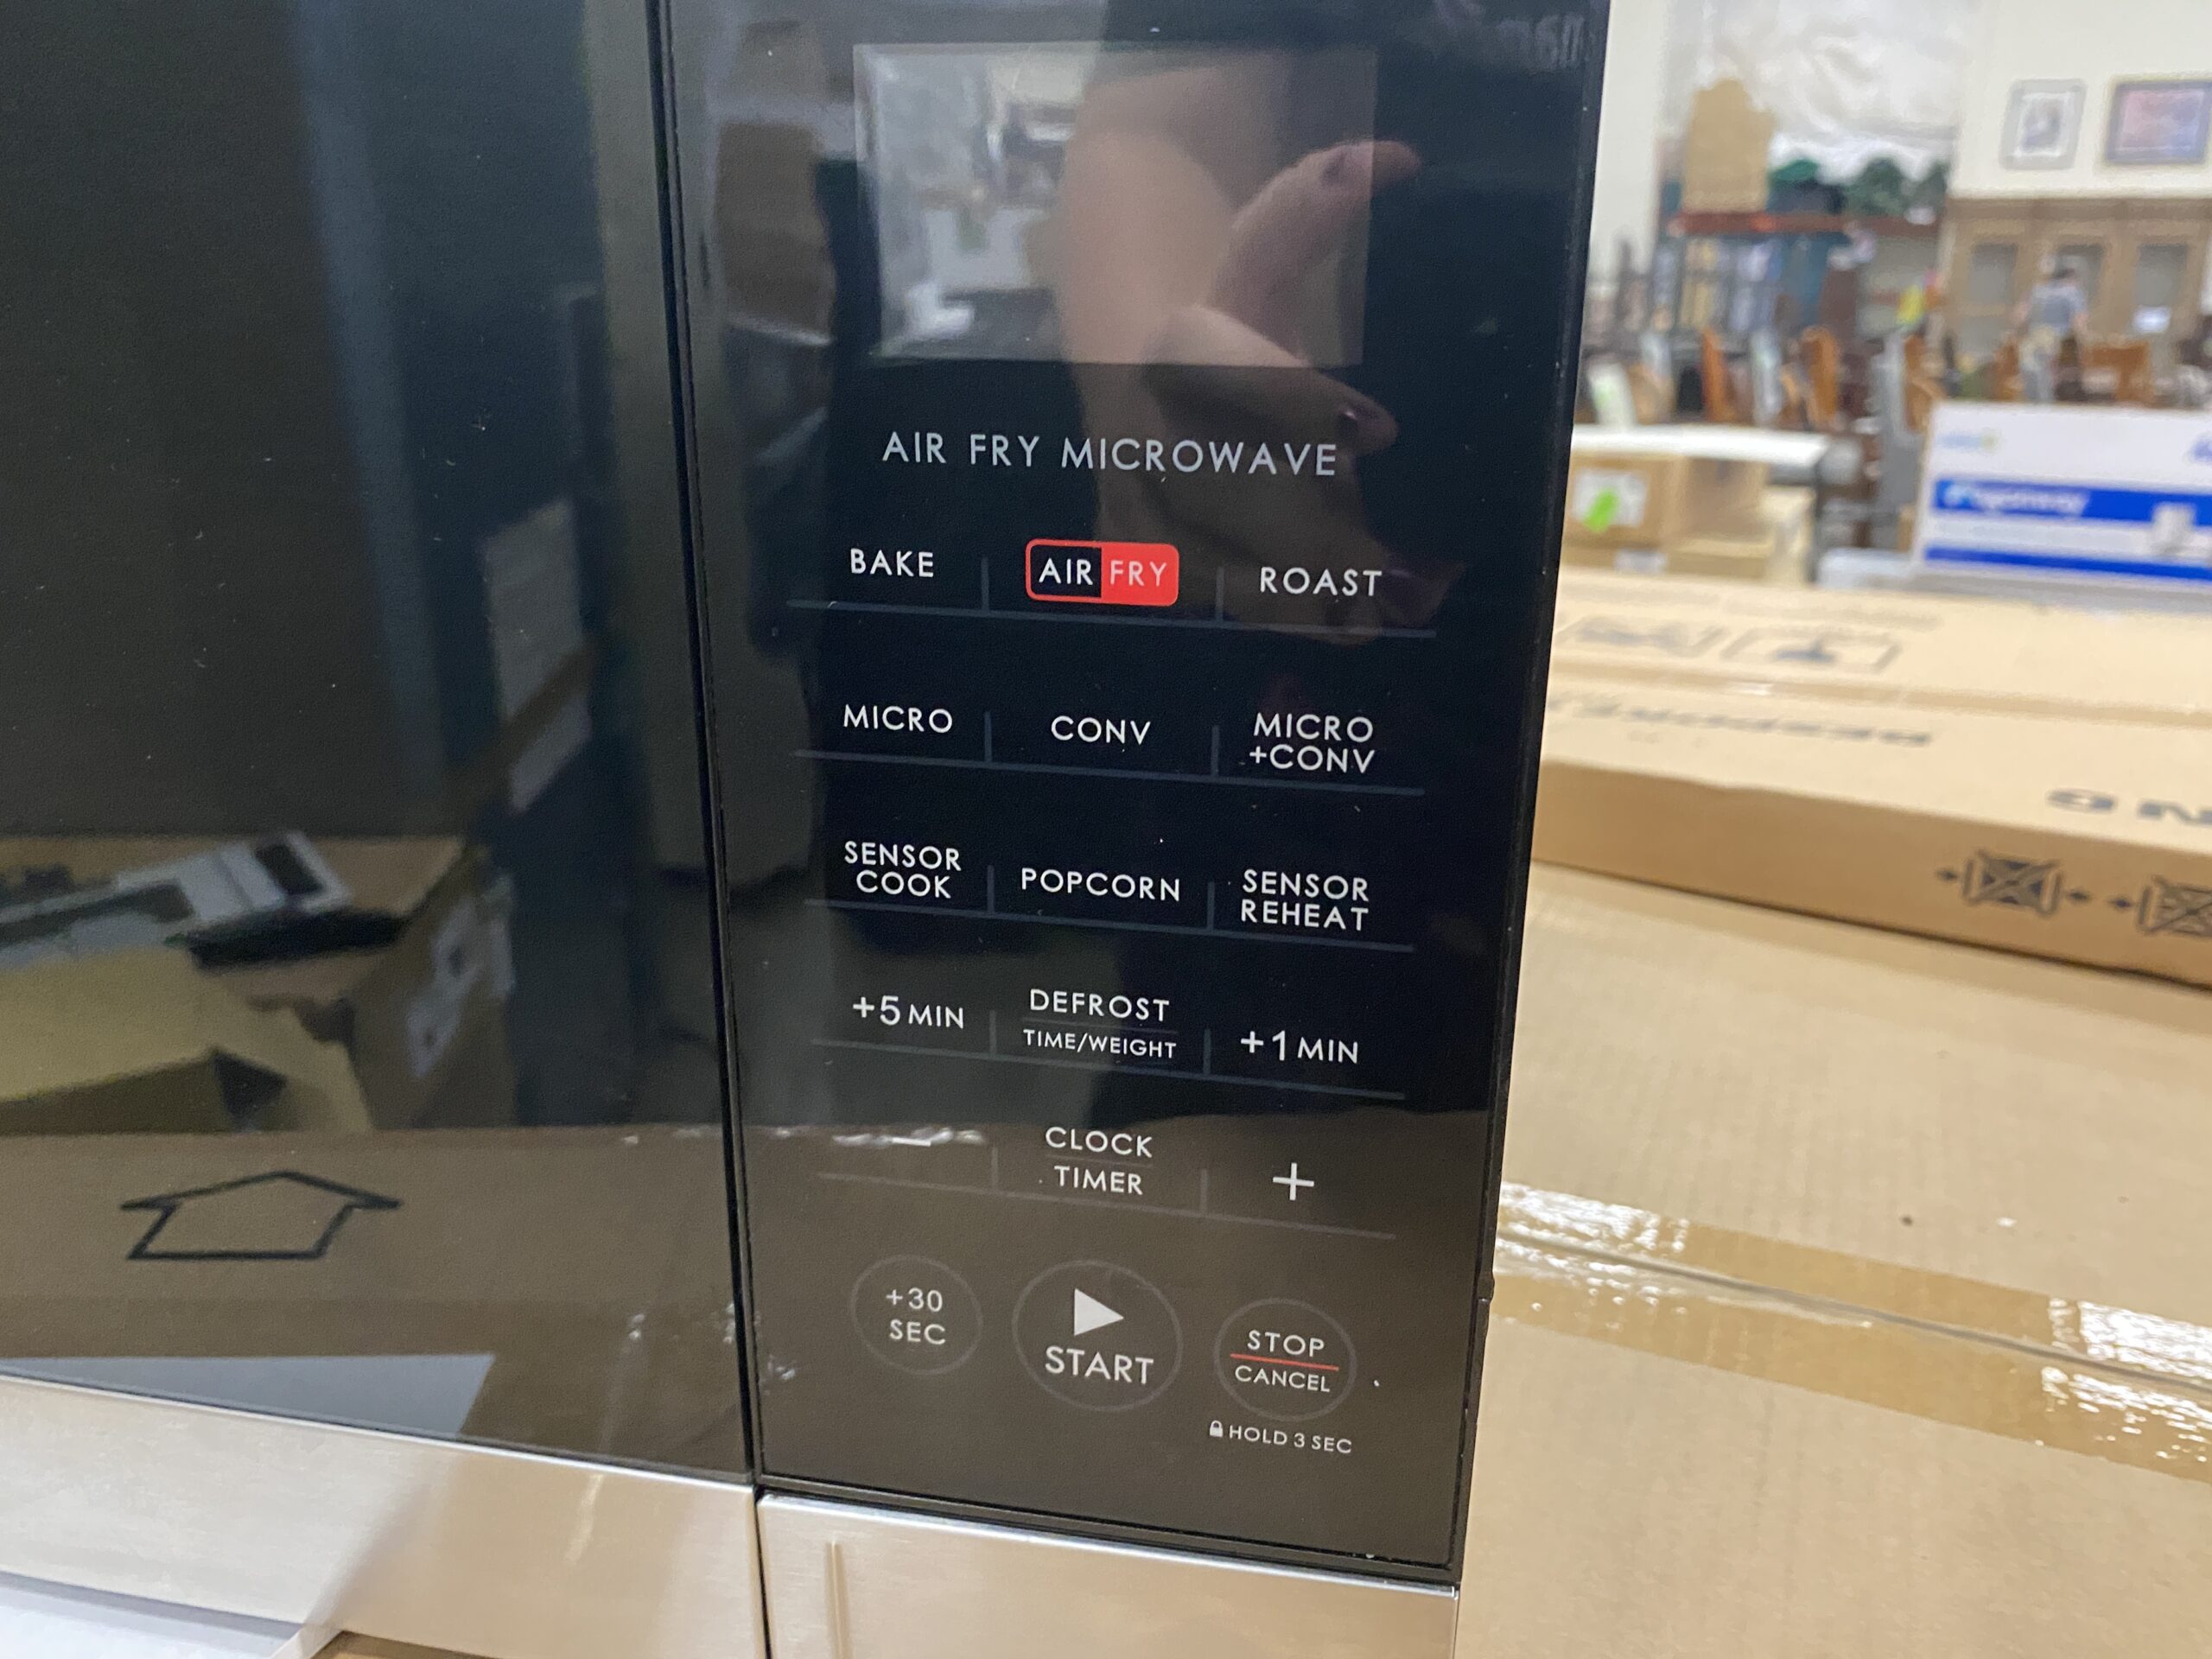 AIR FRY MICROWAVE
BAKE
AIR FRY
ROAST
MICRO
CONV
MICRO
+CONV
SENSOR
COOK
POPCORN
SENSOR
REHEAT
+5 MIN
DEFROST
TIME/WEIGHT
+1 MIN
−
CLOCK
TIMER
+
+30
SEC
START
STOP
CANCEL
HOLD 3 SEC